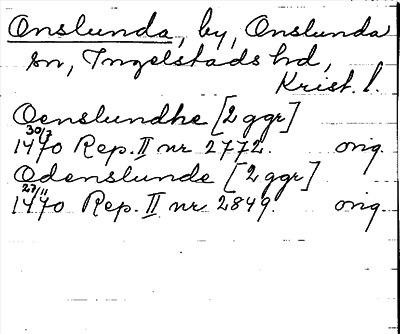 Onslunda, by, Onslunda
sn, Ingelstads hd,
Krist. l.
Oenslundhe [2 ggr]
30/7
1470 Rep. II nr 2772. orig.
Odenslunde [2 ggr]
27/11
1470 Rep. II nr 2849. orig.